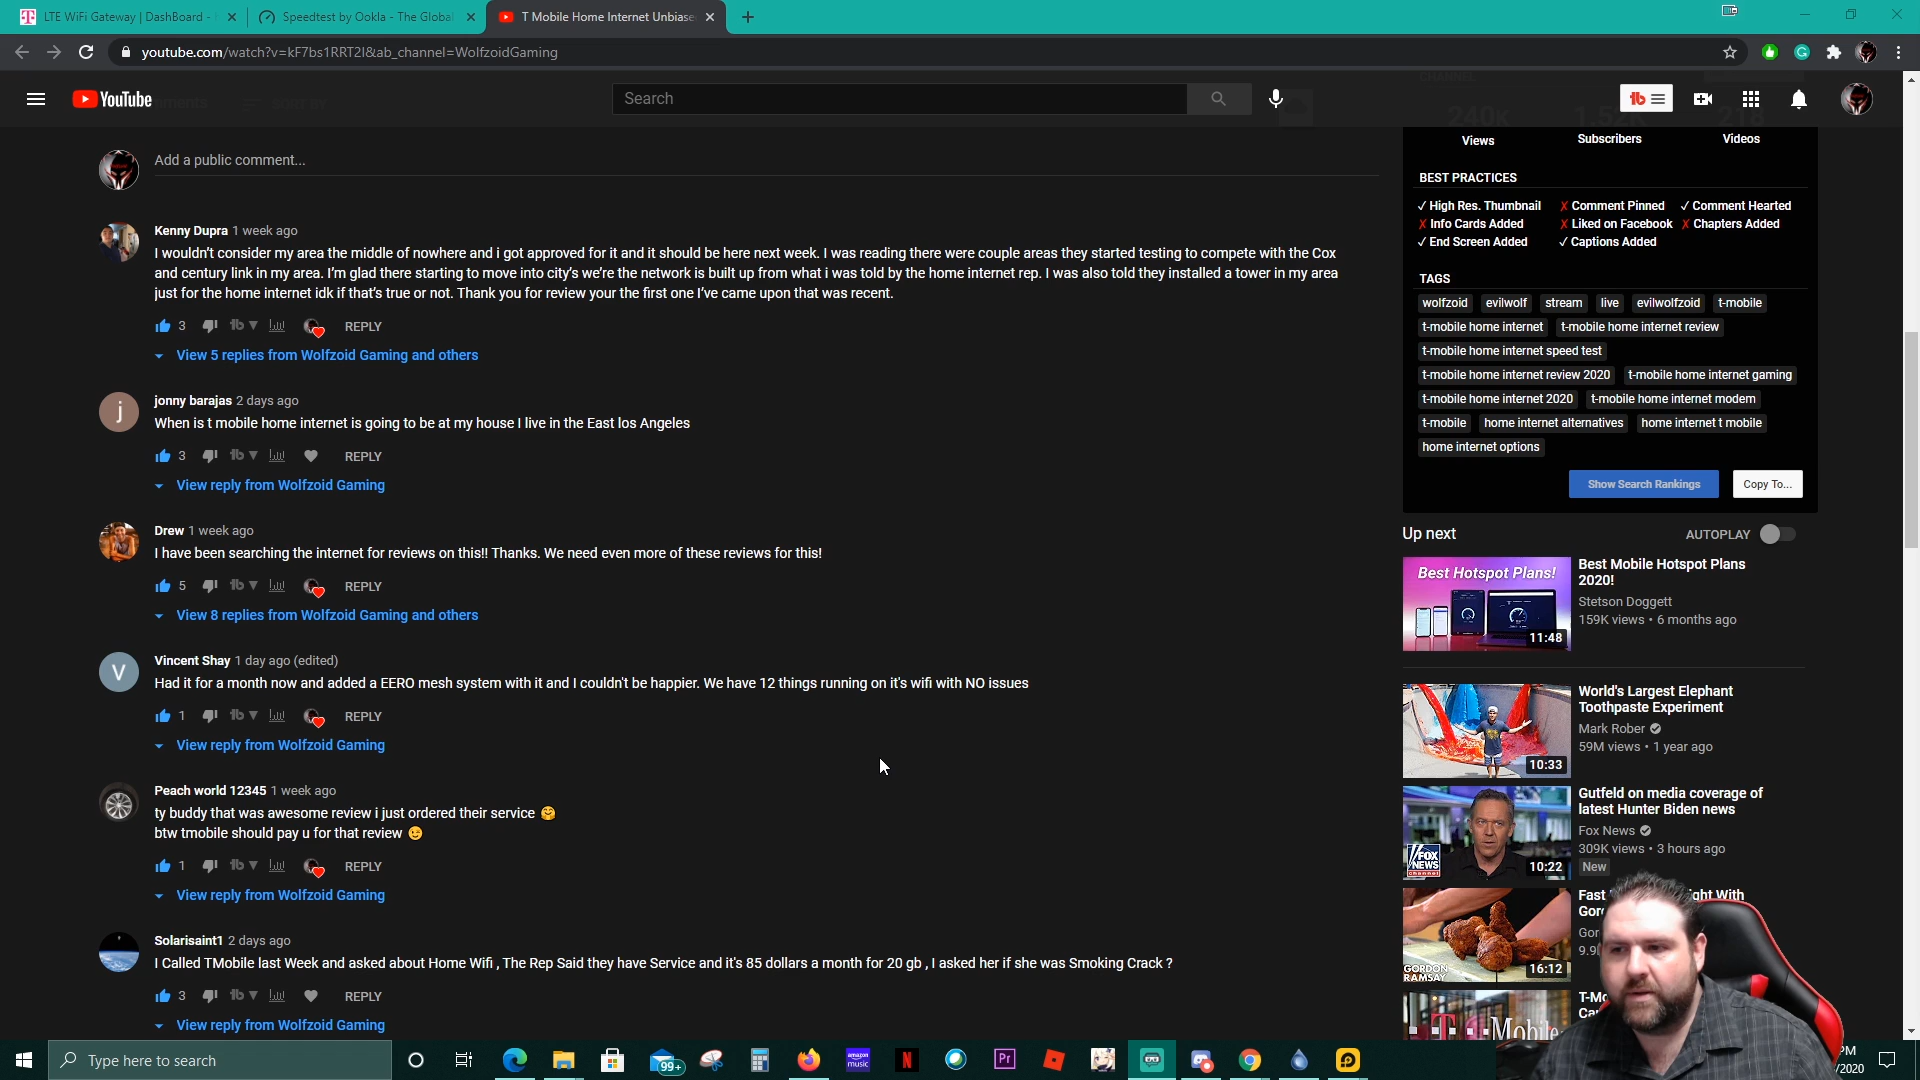 LTE WiFi Gateway | DashBoard -
Speedtest by Ookla - The Global
T Mobile Home Internet Unbiase
youtube.com/watch?v=kF7bs1RRT2I&ab_channel=WolfzoidGaming
YouTube
Search
240K
1.52K
218
Views
Subscribers
Videos
Add a public comment...
Kenny Dupra 1 week ago
I wouldn't consider my area the middle of nowhere and i got approved for it and it should be here next week. I was reading there were couple areas they started testing to compete with the Cox
and century link in my area. I'm glad there starting to move into city's we're the network is built up from what i was told by the home internet rep. I was also told they installed a tower in my area
just for the home internet idk if that's true or not. Thank you for review your the first one I've came upon that was recent.
3 REPLY
View 5 replies from Wolfzoid Gaming and others
jonny barajas 2 days ago
When is t mobile home internet is going to be at my house I live in the East los Angeles
3 REPLY
View reply from Wolfzoid Gaming
Drew 1 week ago
I have been searching the internet for reviews on this!! Thanks. We need even more of these reviews for this!
5 REPLY
View 8 replies from Wolfzoid Gaming and others
V
Vincent Shay 1 day ago (edited)
Had it for a month now and added a EERO mesh system with it and I couldn't be happier. We have 12 things running on it's wifi with NO issues
1 REPLY
View reply from Wolfzoid Gaming
Peach world 12345 1 week ago
ty buddy that was awesome review i just ordered their service 🤗
btw tmobile should pay u for that review 😉
1 REPLY
View reply from Wolfzoid Gaming
Solarisaint1 2 days ago
I Called TMobile last Week and asked about Home Wifi , The Rep Said they have Service and it's 85 dollars a month for 20 gb , I asked her if she was Smoking Crack ?
3 REPLY
View reply from Wolfzoid Gaming
BEST PRACTICES
✓ High Res. Thumbnail ✗ Comment Pinned ✓ Comment Hearted
✗ Info Cards Added ✗ Liked on Facebook ✗ Chapters Added
✓ End Screen Added ✓ Captions Added
TAGS
wolfzoid evilwolf stream live evilwolfzoid t-mobile
t-mobile home internet t-mobile home internet review
t-mobile home internet speed test
t-mobile home internet review 2020 t-mobile home internet gaming
t-mobile home internet 2020 t-mobile home internet modem
t-mobile home internet alternatives home internet t mobile
home internet options
Show Search Rankings Copy To...
Up next AUTOPLAY
Best Hotspot Plans!
11:48
Best Mobile Hotspot Plans
2020!
Stetson Doggett
159K views • 6 months ago
10:33
World's Largest Elephant
Toothpaste Experiment
Mark Rober
59M views • 1 year ago
FOX
NEWS
channel
10:22
Gutfeld on media coverage of
latest Hunter Biden news
Fox News
309K views • 3 hours ago
New
GORDON
RAMSAY
16:12
Fast
With
T Mobile
Type here to search
99+
amazon
music
N
Pr
PM
/2020